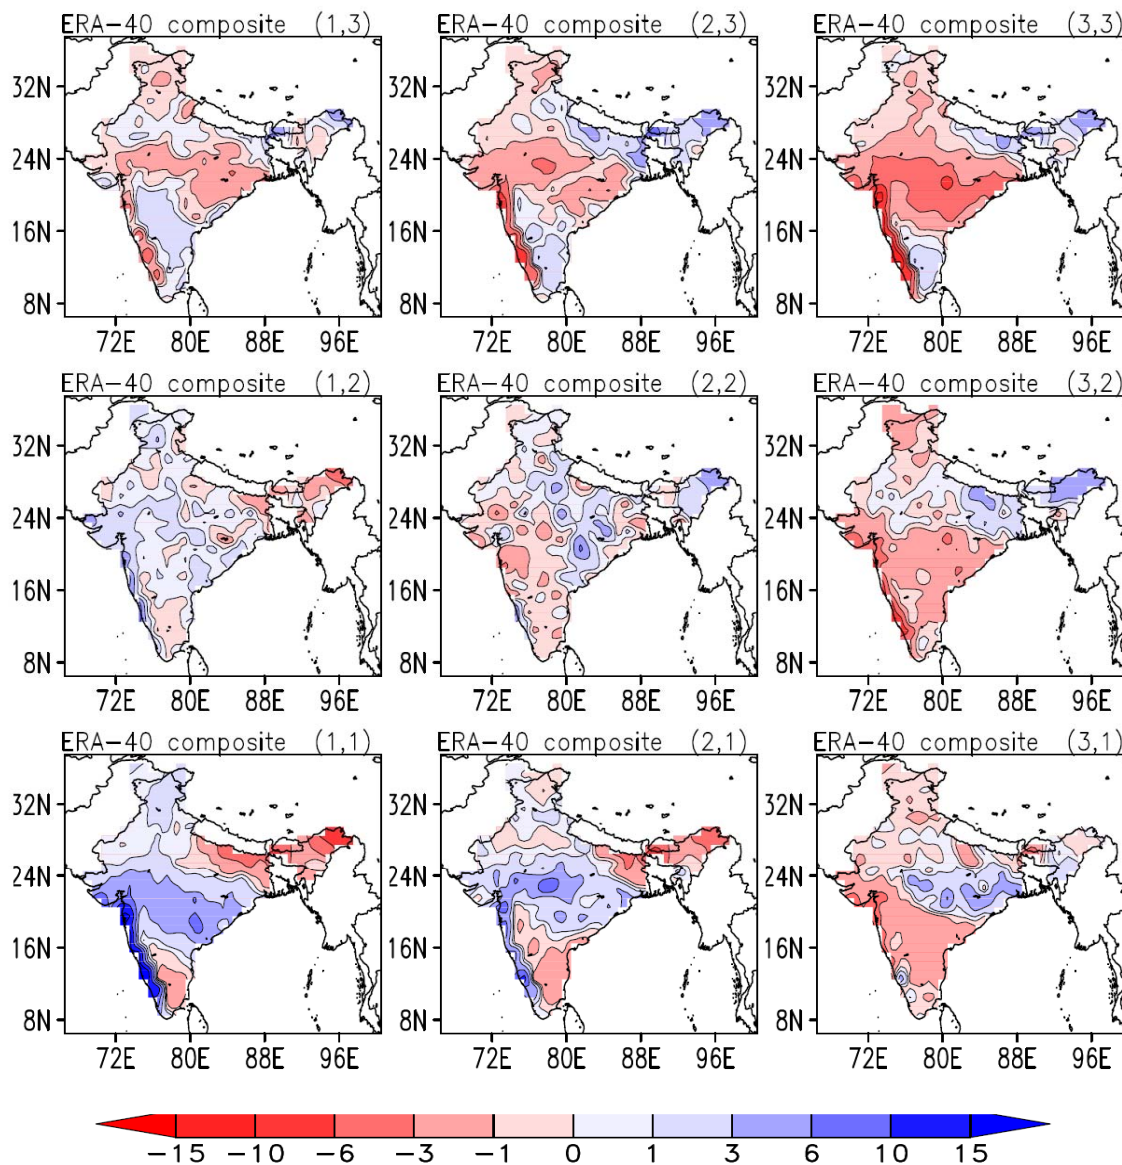 ERA-40 composite (1,3)
ERA-40 composite (2,3)
ERA-40 composite (3,3)
32N
24N
16N
8N
32N
24N
16N
8N
32N
24N
16N
8N
72E 80E 88E 96E
72E 80E 88E 96E
72E 80E 88E 96E
ERA-40 composite (1,2)
ERA-40 composite (2,2)
ERA-40 composite (3,2)
32N
24N
16N
8N
32N
24N
16N
8N
32N
24N
16N
8N
72E 80E 88E 96E
72E 80E 88E 96E
72E 80E 88E 96E
ERA-40 composite (1,1)
ERA-40 composite (2,1)
ERA-40 composite (3,1)
32N
24N
16N
8N
32N
24N
16N
8N
32N
24N
16N
8N
72E 80E 88E 96E
72E 80E 88E 96E
72E 80E 88E 96E
-15 -10 -6 -3 -1 0 1 3 6 10 15